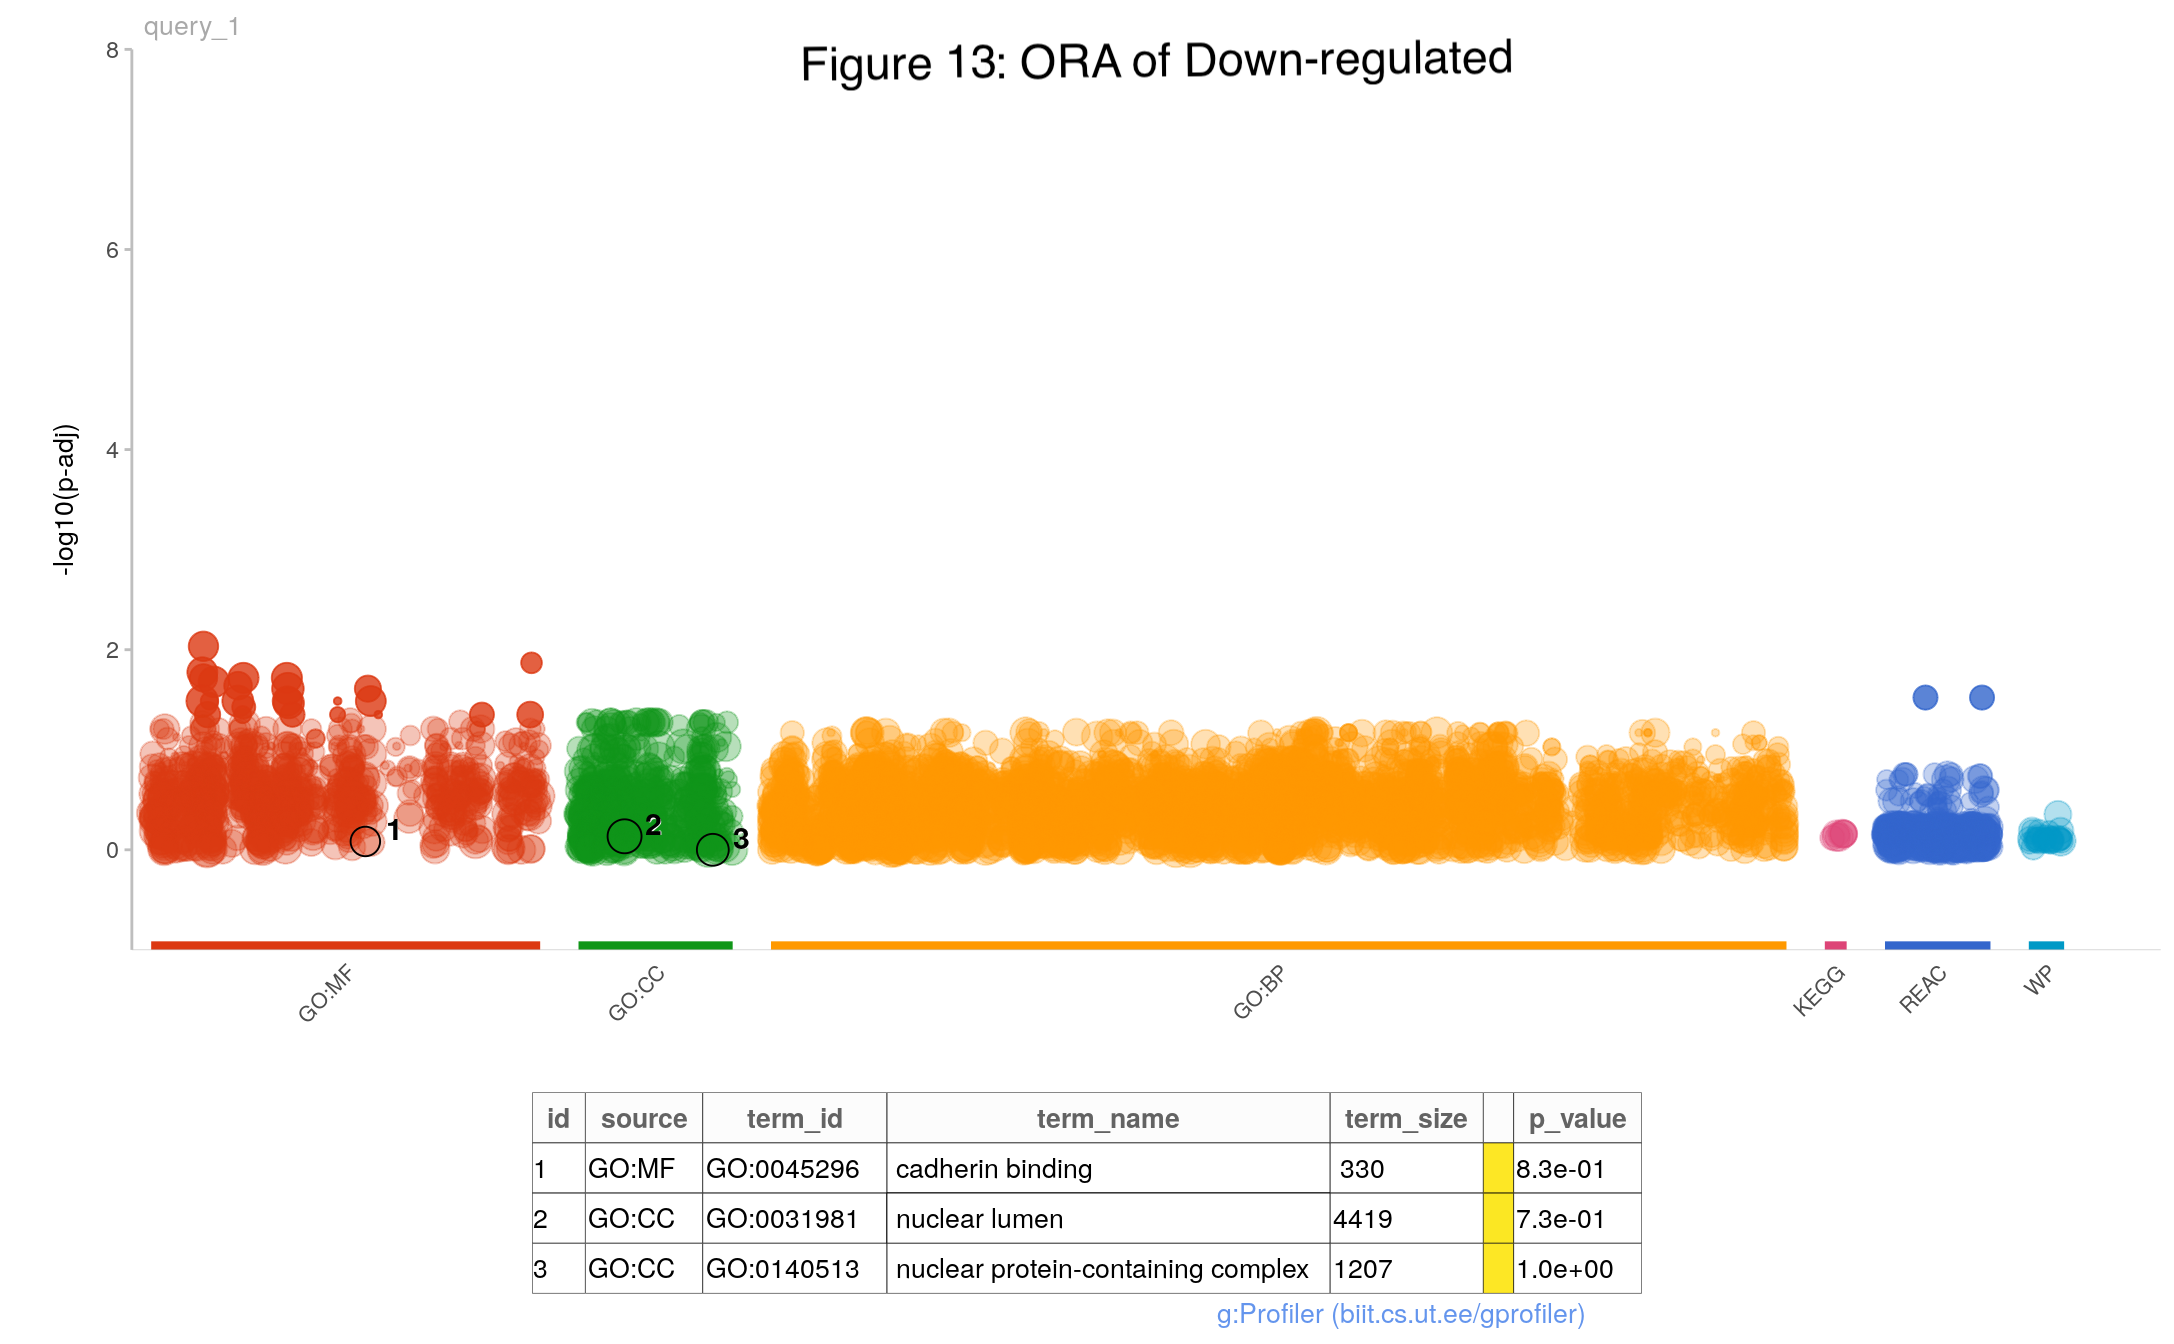 query_1
Figure 13: ORA of Down-regulated
8
6
4
2
0
-log10(p-adj)
1
2
3
GO:MF
GO:CC
GO:BP
KEGG
REAC
WP
id source term_id term_name term_size p_value
1 GO:MF GO:0045296 cadherin binding 330 8.3e-01
2 GO:CC GO:0031981 nuclear lumen 4419 7.3e-01
3 GO:CC GO:0140513 nuclear protein-containing complex 1207 1.0e+00
g:Profiler (biit.cs.ut.ee/gprofiler)